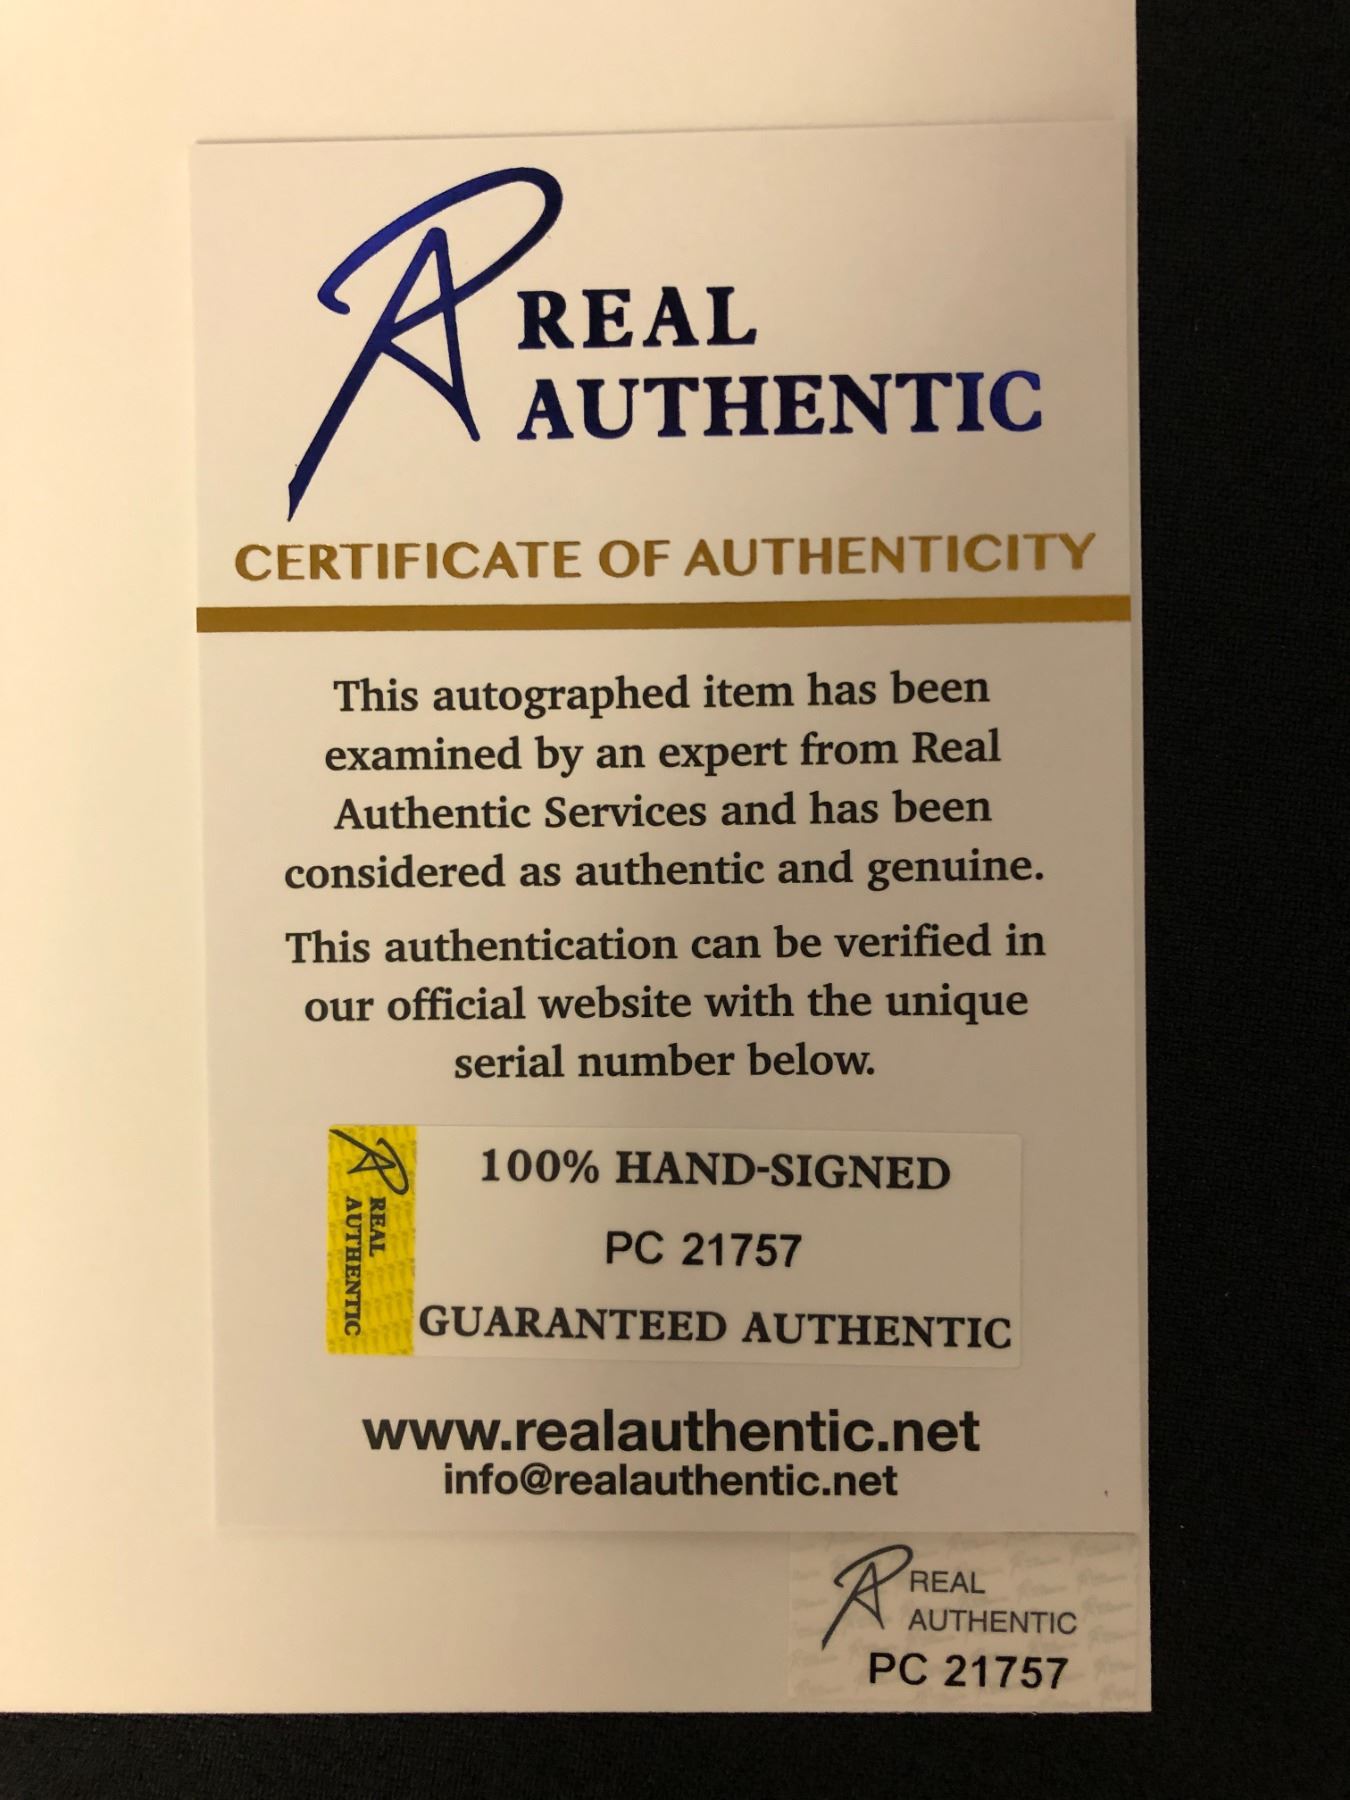 REAL
AUTHENTIC
CERTIFICATE OF AUTHENTICITY
This autographed item has been
examined by an expert from Real
Authentic Services and has been
considered as authentic and genuine.
This authentication can be verified in
our official website with the unique
serial number below.
REAL
AUTHENTIC
100% HAND-SIGNED
PC 21757
GUARANTEED AUTHENTIC
www.realauthentic.net
info@realauthentic.net
REAL
AUTHENTIC
PC 21757